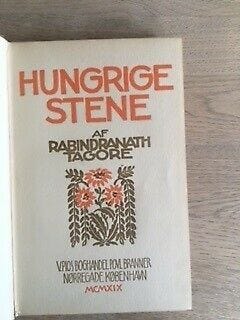 HUNGRIGE
STENE
AF
RABINDRANATH
TAGORE
V. PIOS BOGHANDEL. POVL BRANNER
NØRREGADE. KØBENHAVN
MCMXIX